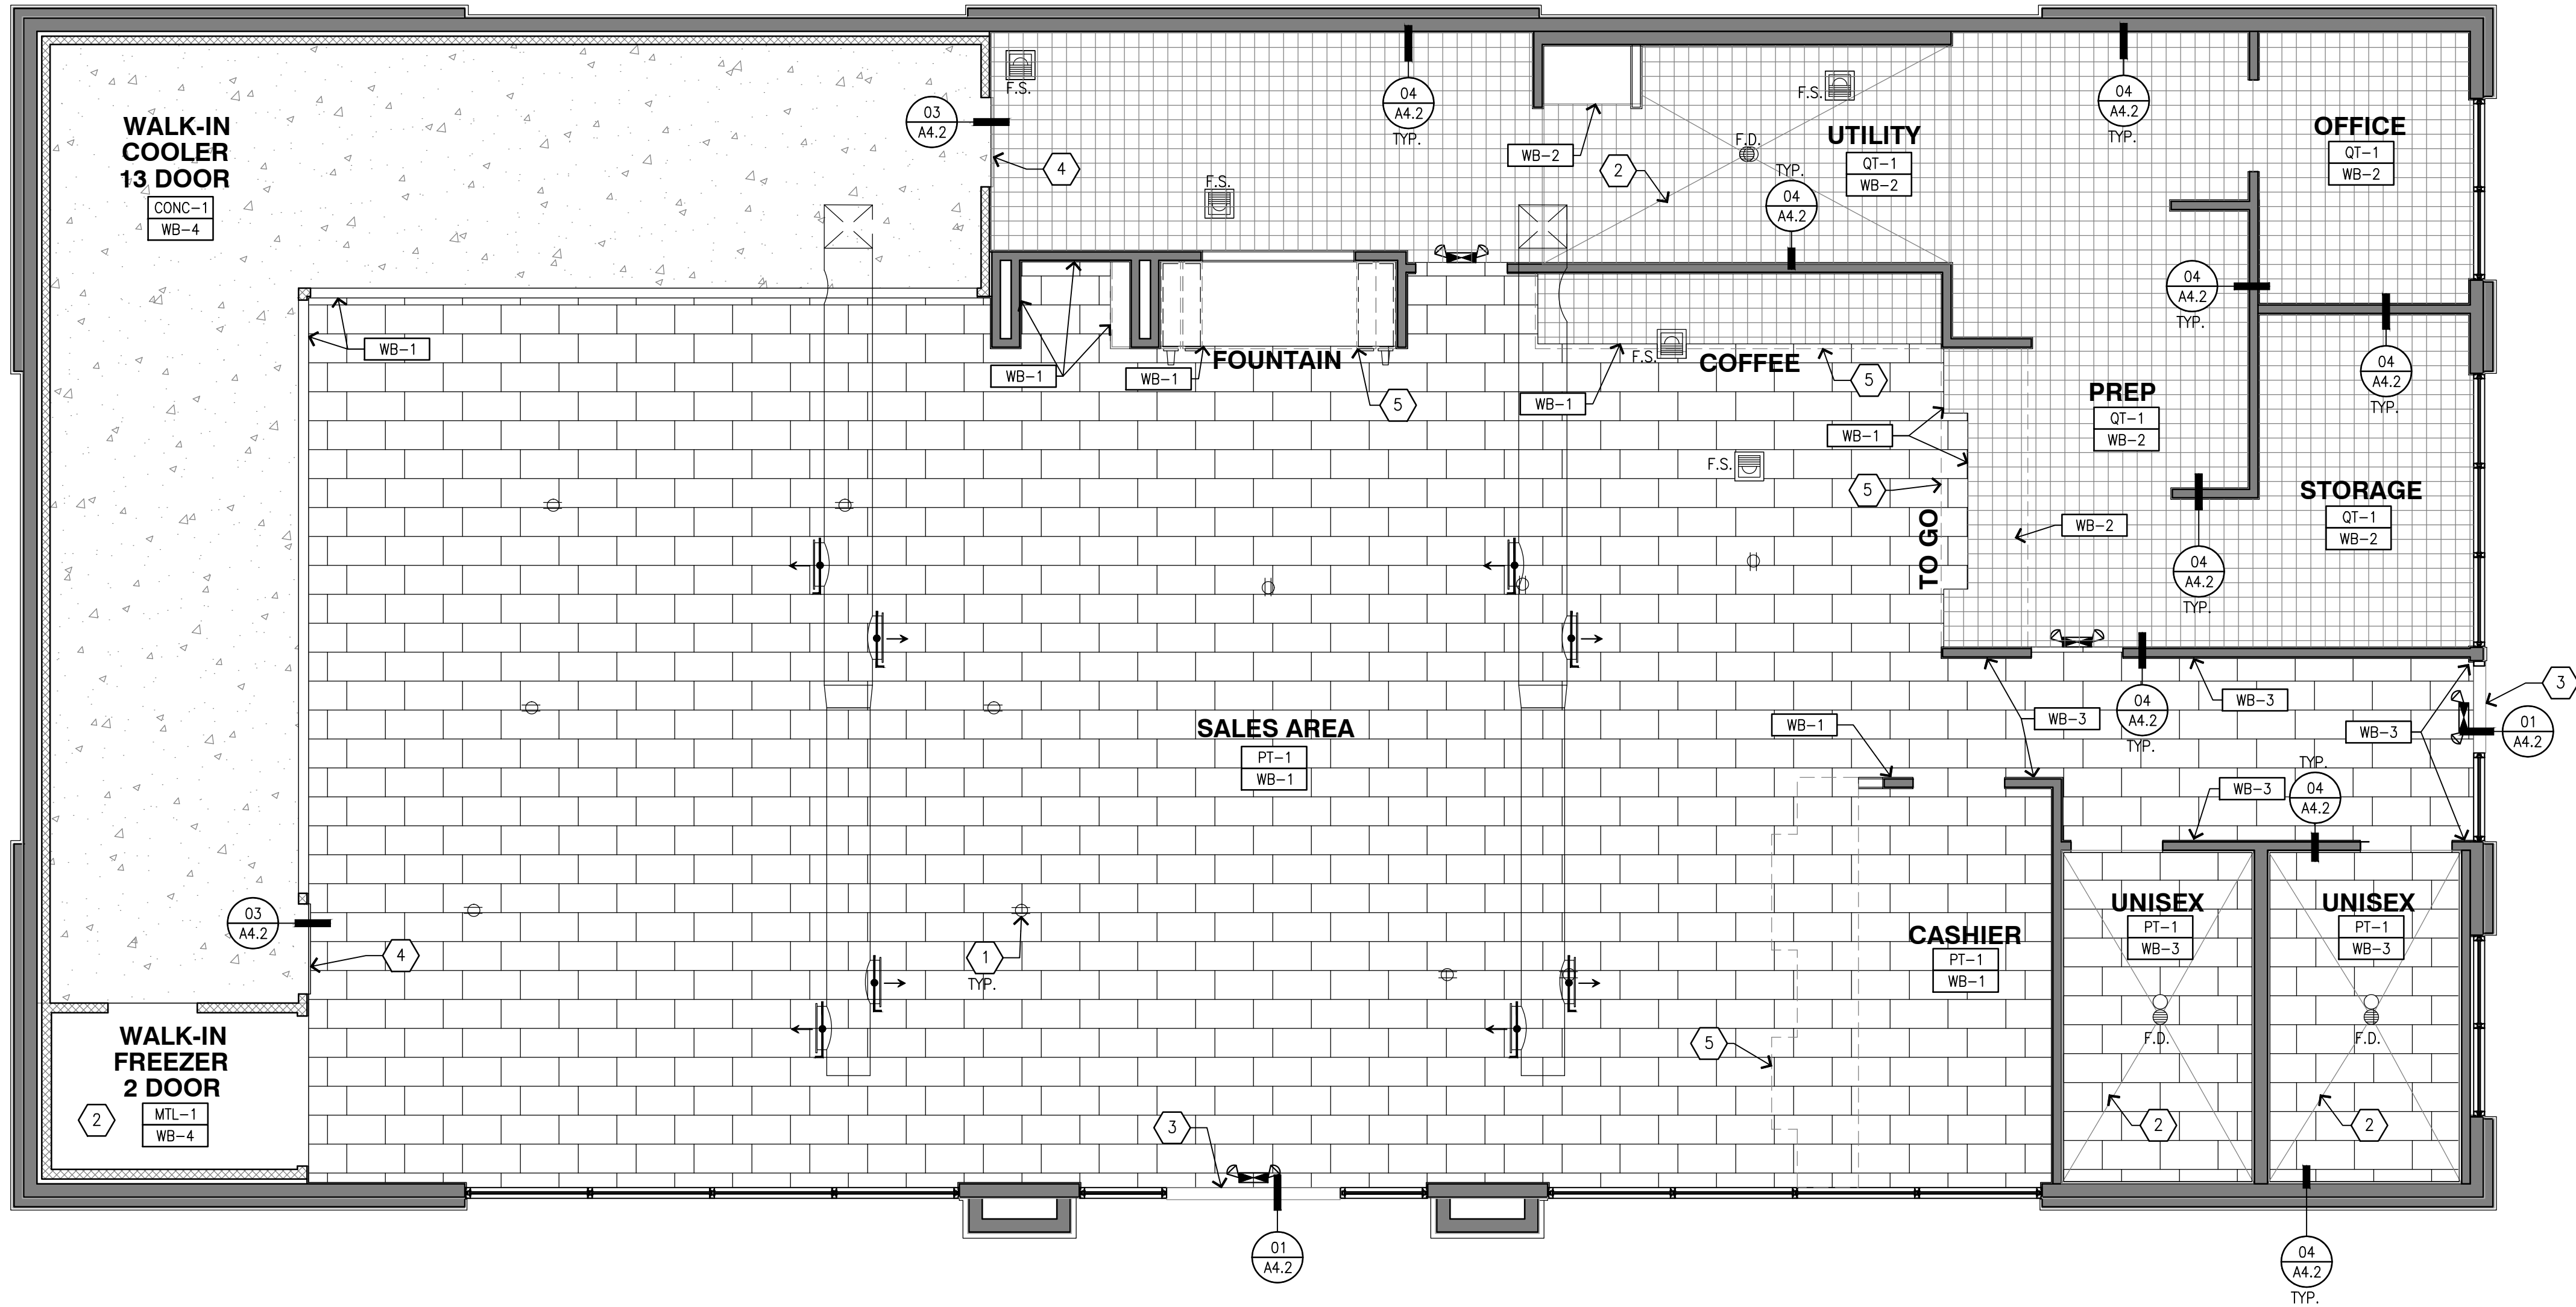 WALK-IN
COOLER
13 DOOR
CONC-1
WB-4
03
A4.2
4
F.S.
F.S.
04
A4.2
TYP.
WB-2
2
F.D.
TYP.
04
A4.2
F.S.
UTILITY
QT-1
WB-2
04
A4.2
TYP.
OFFICE
QT-1
WB-2
04
A4.2
TYP.
04
A4.2
TYP.
WB-1
WB-1
WB-1
FOUNTAIN
5
WB-1
F.S.
COFFEE
5
WB-1
F.S.
5
TO GO
PREP
QT-1
WB-2
WB-2
STORAGE
QT-1
WB-2
04
A4.2
TYP.
SALES AREA
PT-1
WB-1
WB-1
WB-3
04
A4.2
TYP.
WB-3
WB-3
3
01
A4.2
WB-3
TYP.
04
A4.2
03
A4.2
4
1
TYP.
CASHIER
PT-1
WB-1
UNISEX
PT-1
WB-3
F.D.
2
UNISEX
PT-1
WB-3
F.D.
2
WALK-IN
FREEZER
2 DOOR
MTL-1
WB-4
2
5
3
01
A4.2
04
A4.2
TYP.